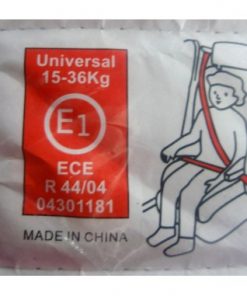 Universal
15-36Kg
E1
ECE
R 44/04
04301181
MADE IN CHINA